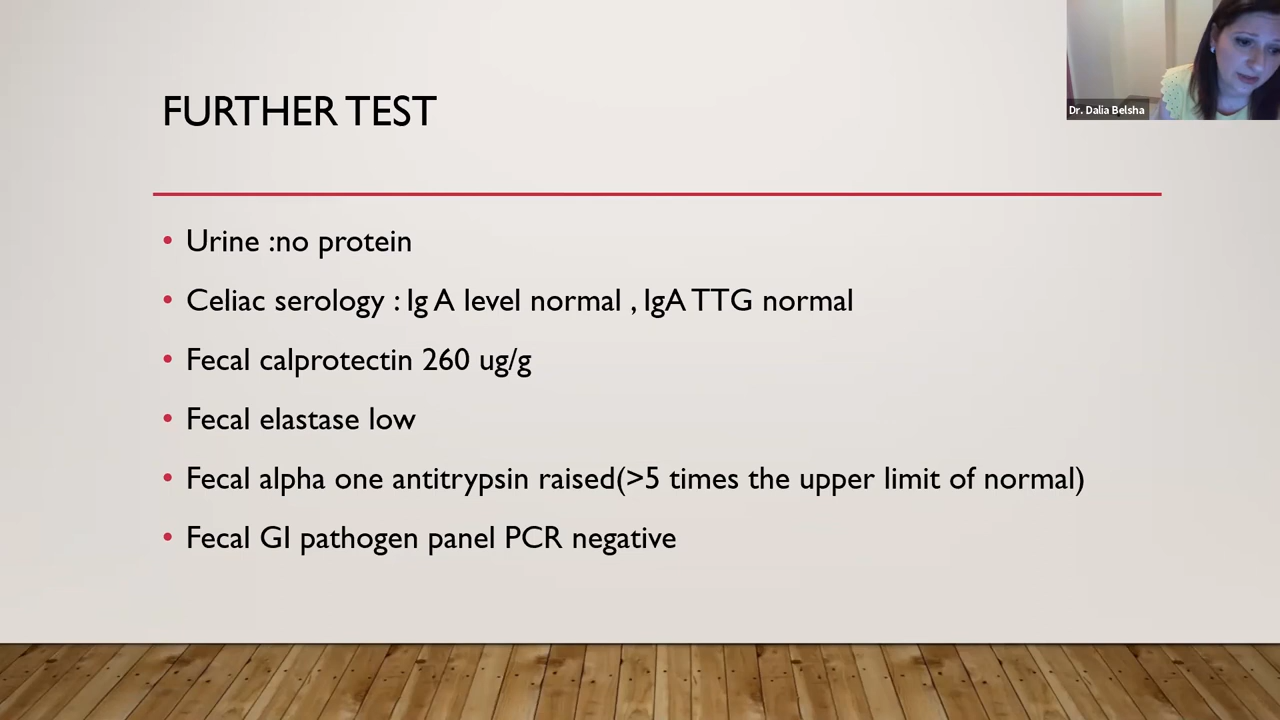 FURTHER TEST
Dr. Dalia Belsha
• Urine :no protein
• Celiac serology : Ig A level normal , IgA TTG normal
• Fecal calprotectin 260 ug/g
• Fecal elastase low
• Fecal alpha one antitrypsin raised(>5 times the upper limit of normal)
• Fecal GI pathogen panel PCR negative